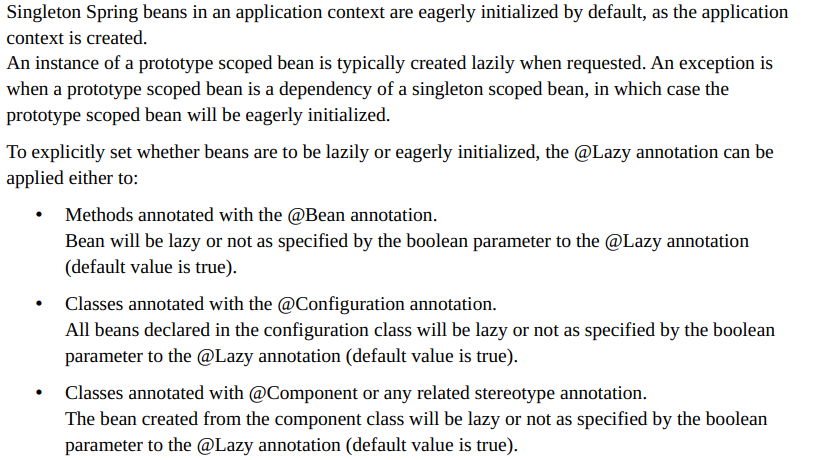 Singleton Spring beans in an application context are eagerly initialized by default, as the application
context is created.
An instance of a prototype scoped bean is typically created lazily when requested. An exception is
when a prototype scoped bean is a dependency of a singleton scoped bean, in which case the
prototype scoped bean will be eagerly initialized.
To explicitly set whether beans are to be lazily or eagerly initialized, the @Lazy annotation can be
applied either to:
• Methods annotated with the @Bean annotation.
Bean will be lazy or not as specified by the boolean parameter to the @Lazy annotation
(default value is true).
• Classes annotated with the @Configuration annotation.
All beans declared in the configuration class will be lazy or not as specified by the boolean
parameter to the @Lazy annotation (default value is true).
• Classes annotated with @Component or any related stereotype annotation.
The bean created from the component class will be lazy or not as specified by the boolean
parameter to the @Lazy annotation (default value is true).